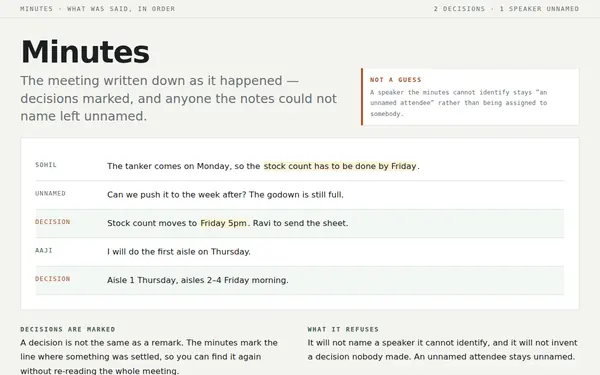 MINUTES · WHAT WAS SAID, IN ORDER
2 DECISIONS · 1 SPEAKER UNNAMED
Minutes
The meeting written down as it happened —
decisions marked, and anyone the notes could not
name left unnamed.
NOT A GUESS
A speaker the minutes cannot identify stays “an
unnamed attendee” rather than being assigned to
somebody.
SOHIL The tanker comes on Monday, so the stock count has to be done by Friday.
UNNAMED Can we push it to the week after? The godown is still full.
DECISION Stock count moves to Friday 5pm. Ravi to send the sheet.
AAJI I will do the first aisle on Thursday.
DECISION Aisle 1 Thursday, aisles 2–4 Friday morning.
DECISIONS ARE MARKED
A decision is not the same as a remark. The minutes mark the
line where something was settled, so you can find it again
without re-reading the whole meeting.
WHAT IT REFUSES
It will not name a speaker it cannot identify, and it will not invent
a decision nobody made. An unnamed attendee stays unnamed.